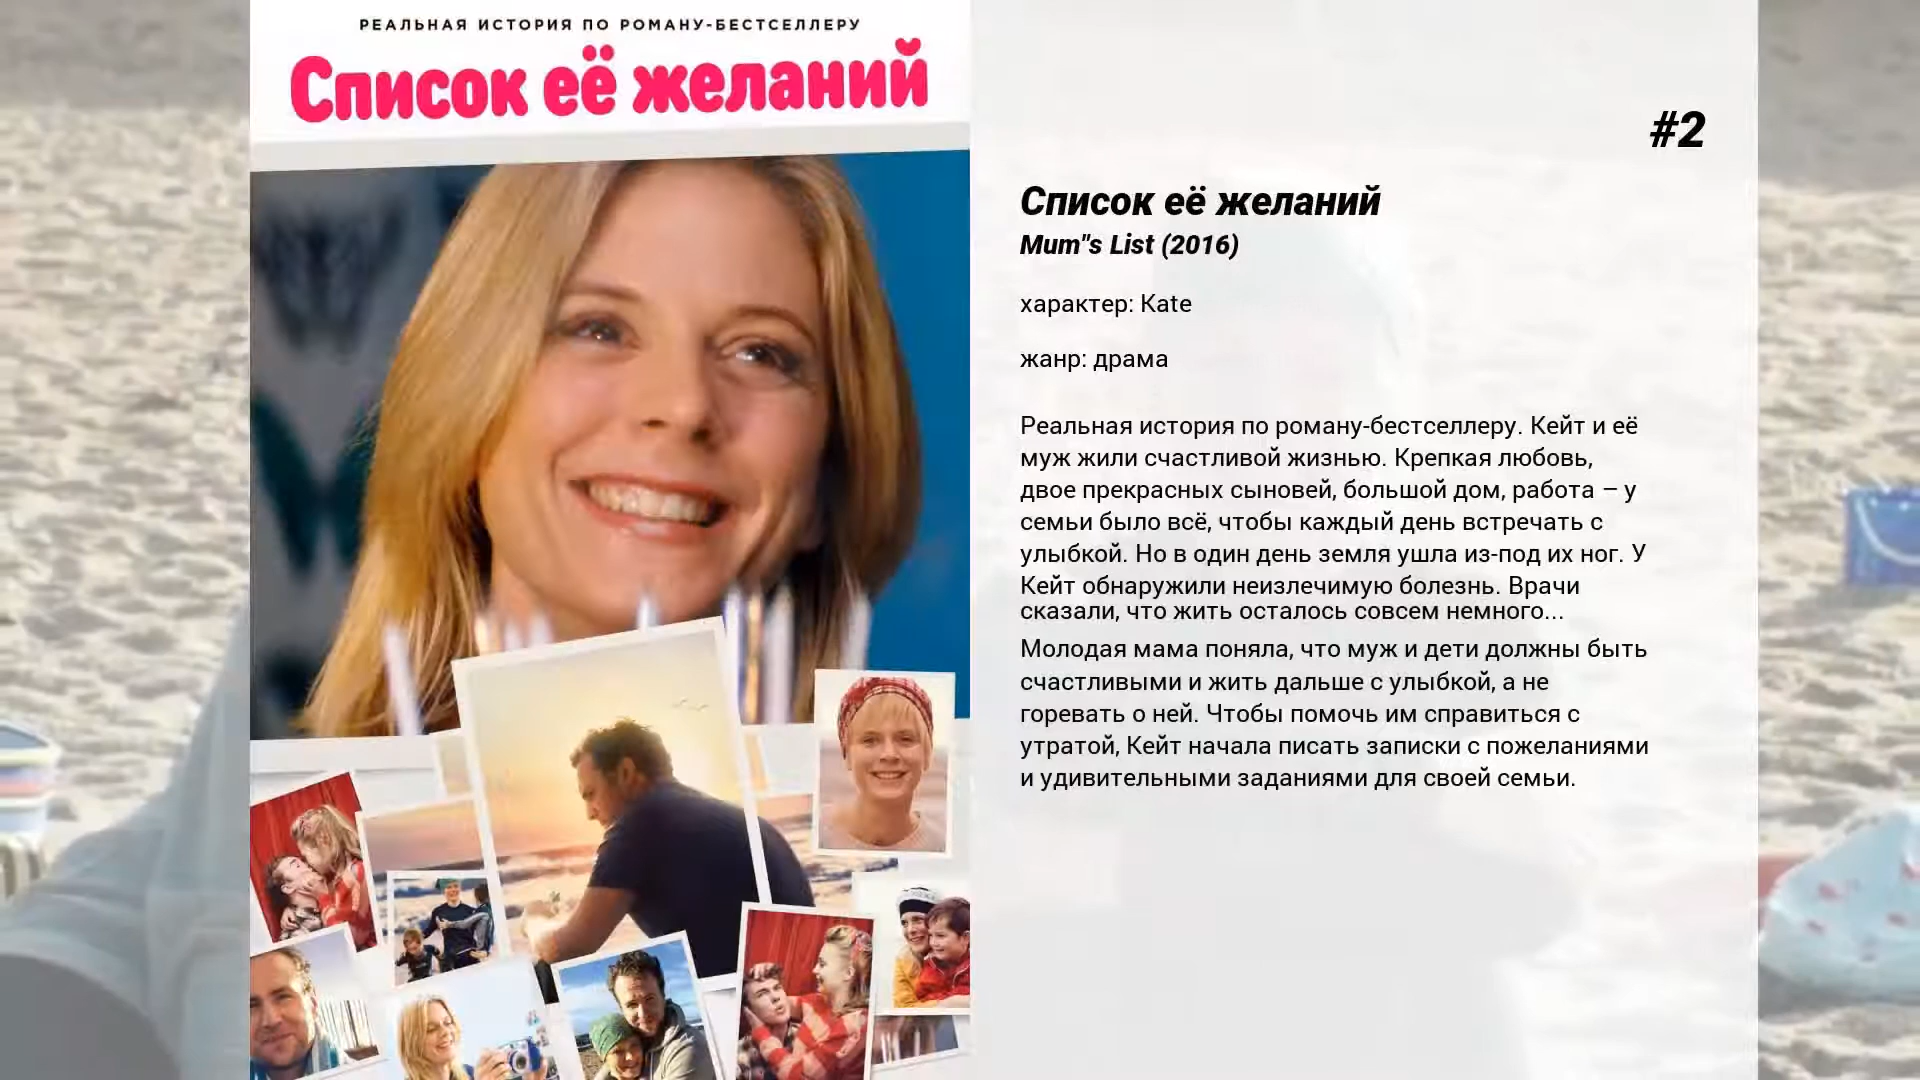 РЕАЛЬНАЯ ИСТОРИЯ ПО РОМАНУ-БЕСТСЕЛЛЕРУ
Список её желаний
#2
Список её желаний
Mum"s List (2016)
характер: Kate
жанр: драма
Реальная история по роману-бестселлеру. Кейт и её
муж жили счастливой жизнью. Крепкая любовь,
двое прекрасных сыновей, большой дом, работа – у
семьи было всё, чтобы каждый день встречать с
улыбкой. Но в один день земля ушла из-под их ног. У
Кейт обнаружили неизлечимую болезнь. Врачи
сказали, что жить осталось совсем немного...
Молодая мама поняла, что муж и дети должны быть
счастливыми и жить дальше с улыбкой, а не
горевать о ней. Чтобы помочь им справиться с
утратой, Кейт начала писать записки с пожеланиями
и удивительными заданиями для своей семьи.